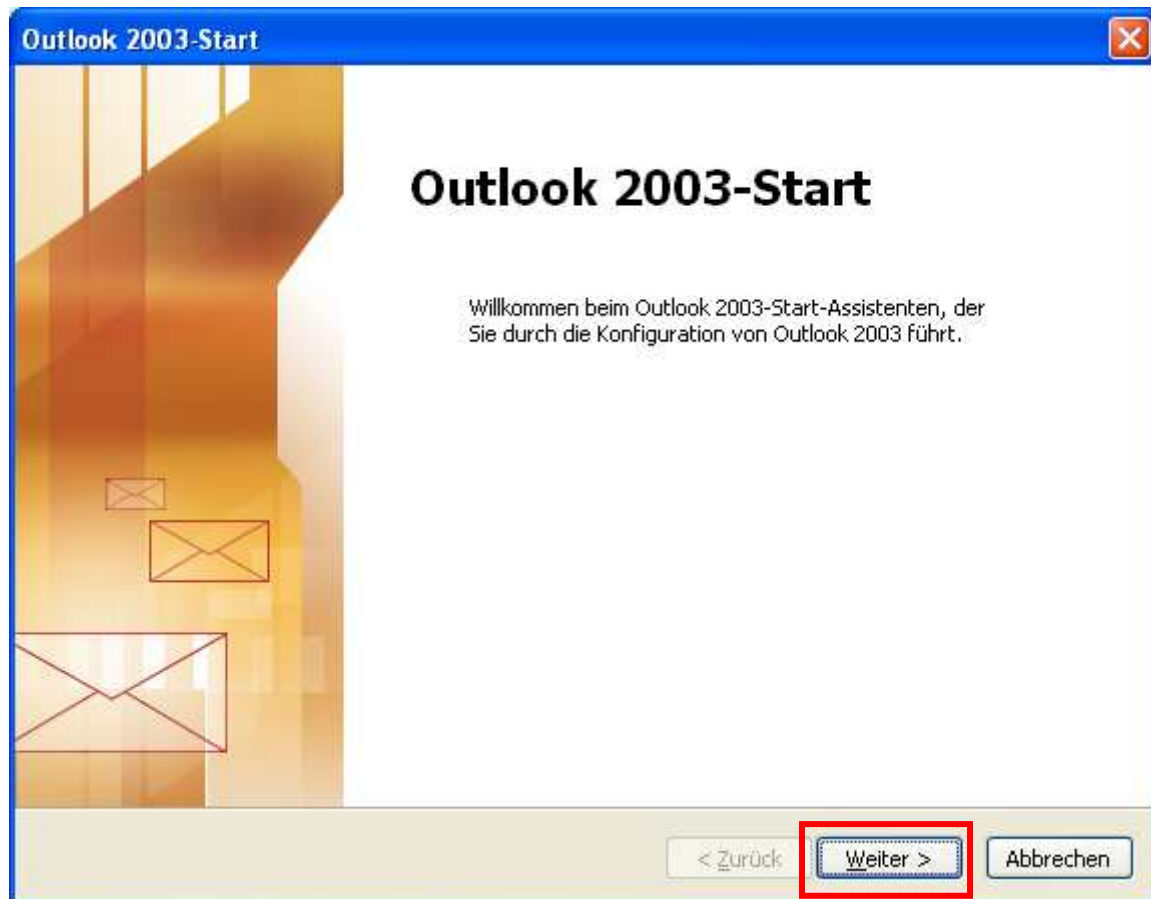 Outlook 2003-Start
Outlook 2003-Start
Willkommen beim Outlook 2003-Start-Assistenten, der
Sie durch die Konfiguration von Outlook 2003 führt.
< Zurück
Weiter >
Abbrechen